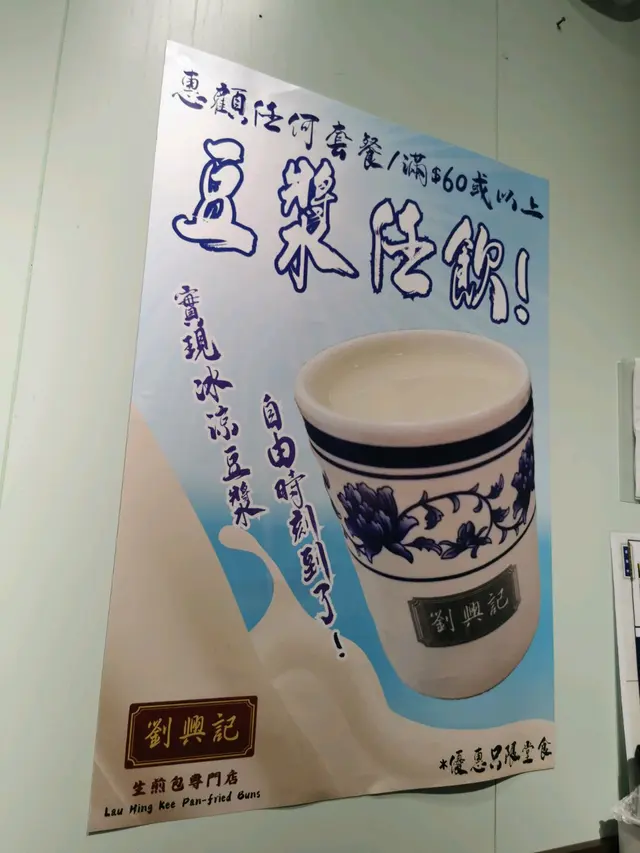 惠顧任何套餐/滿$60或以上
豆漿任飲!
實現冰涼豆漿
自由時刻到了!
劉興記
劉興記
生煎包專門店
Lau Hing Kee Pan-fried Buns
*優惠只限堂食